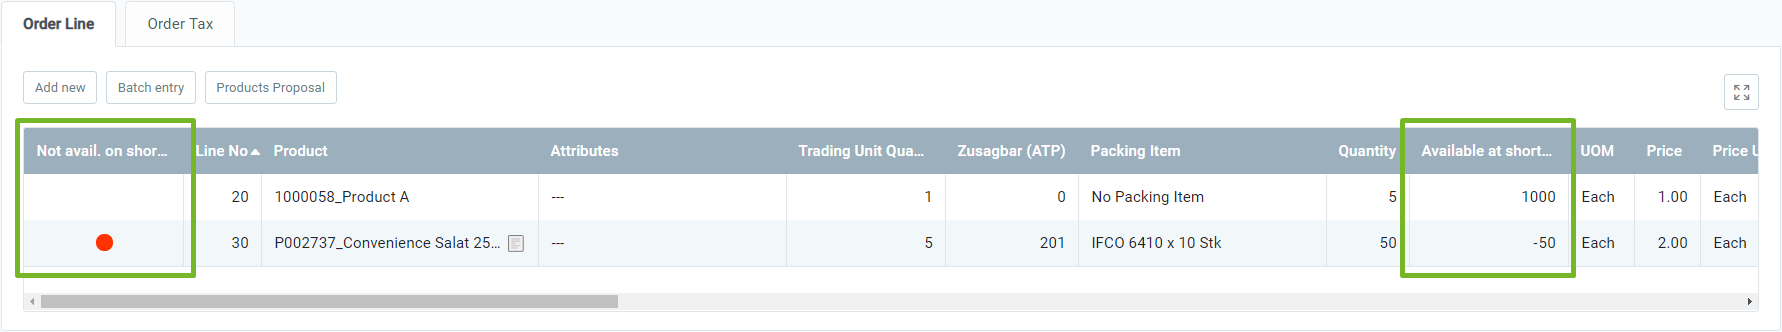 Order Line Order Tax
Add new Batch entry Products Proposal
Not avail. on shor... Line No Product Attributes Trading Unit Qua... Zusagbar (ATP) Packing Item Quantity Available at short... UOM Price Price U
20 1000058_Product A --- 1 0 No Packing Item 5 1000 Each 1.00 Each
30 P002737_Convenience Salat 25... --- 5 201 IFCO 6410 x 10 Stk 50 -50 Each 2.00 Each